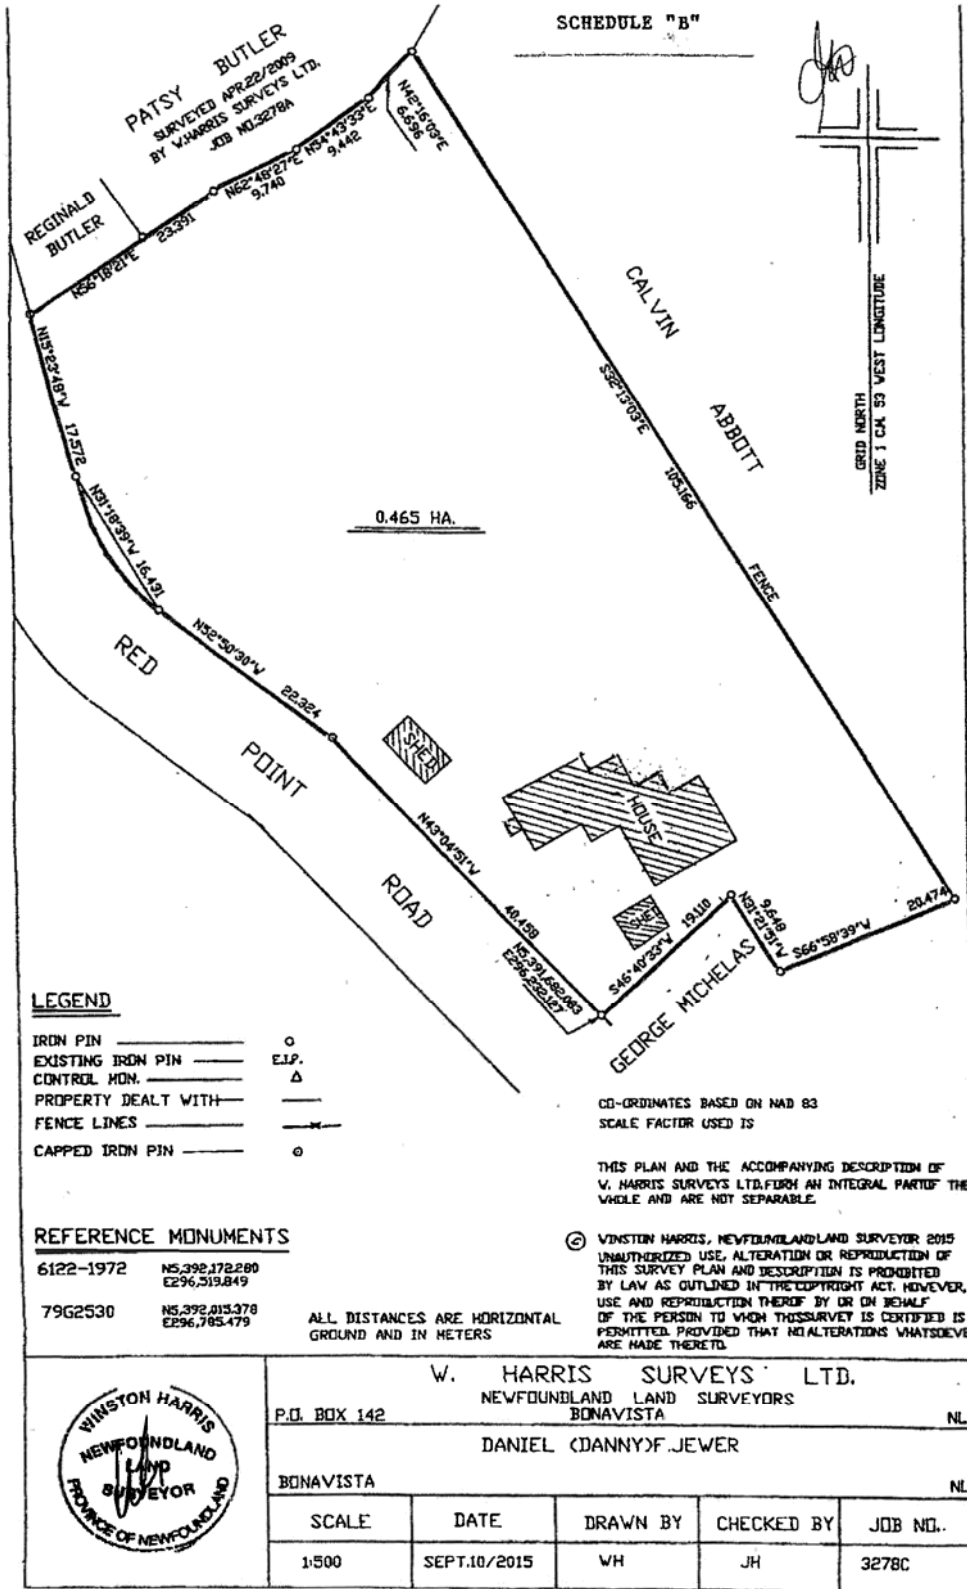 SCHEDULE "B"
PATSY BUTLER
SURVEYED APR.22/2009
BY W.HARRIS SURVEYS LTD.
JOB NO.3278A
REGINALD
BUTLER
N42°16'03"E
6.696
N54°43'33"E
9.442
N62°48'27"E
9.740
23.391
N56°18'21"E
N15°23'48"W 17.572
N31°18'39"W 16.431
N52°50'30"W 22.324
CALVIN ABBOTT
S32°13'03"E 105.166
FENCE
GRID NORTH
ZONE 1 C.M. 53 WEST LONGITUDE
0.465 HA.
RED POINT ROAD
SHED
HOUSE
SHED
N43°04'51"W 40.458
N5,391,682.083
E296,232.127
S46°40'33"W 19.110
N31°21'51"W
9.648
S66°58'39"W 20.474
GEORGE MICHELAS
LEGEND
IRON PIN
EXISTING IRON PIN E.I.P.
CONTROL MON.
PROPERTY DEALT WITH
FENCE LINES
CAPPED IRON PIN
CO-ORDINATES BASED ON NAD 83
SCALE FACTOR USED IS
THIS PLAN AND THE ACCOMPANYING DESCRIPTION OF
W. HARRIS SURVEYS LTD.FORM AN INTEGRAL PARTOF THE
WHOLE AND ARE NOT SEPARABLE.
REFERENCE MONUMENTS
6122-1972 N5,392,172.280
E296,519.849
79G2530 N5,392,015.378
E296,785.479
ALL DISTANCES ARE HORIZONTAL
GROUND AND IN METERS
© WINSTON HARRIS, NEWFOUNDLANDLAND SURVEYOR 2015
UNAUTHORIZED USE, ALTERATION OR REPRODUCTION OF
THIS SURVEY PLAN AND DESCRIPTION IS PROHIBITED
BY LAW AS OUTLINED IN THE COPYRIGHT ACT. HOWEVER,
USE AND REPRODUCTION THEROF BY OR ON BEHALF
OF THE PERSON TO WHOM THISSURVET IS CERTIFIED IS
PERMITTED. PROVIDED THAT NO ALTERATIONS WHATSOEVE
ARE MADE THERETO.
WINSTON HARRIS
NEWFOUNDLAND
LAND
SURVEYOR
PROVINCE OF NEWFOUNDLAND
W. HARRIS SURVEYS LTD.
NEWFOUNDLAND LAND SURVEYORS
P.O. BOX 142 BONAVISTA NL
DANIEL (DANNY)F.JEWER
BONAVISTA NL
SCALE DATE DRAWN BY CHECKED BY JOB NO..
1:500 SEPT.10/2015 WH JH 3278C